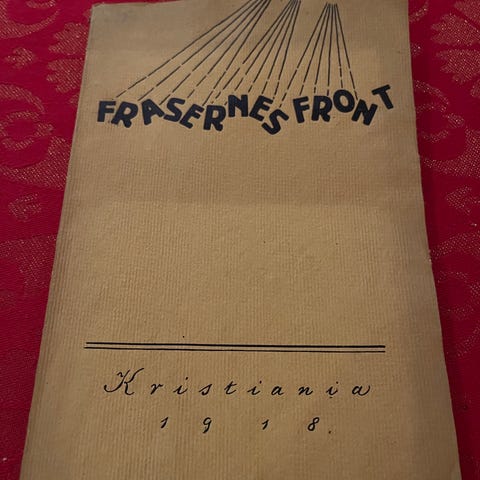 FRASERNES FRONT
Kristiania
1918.